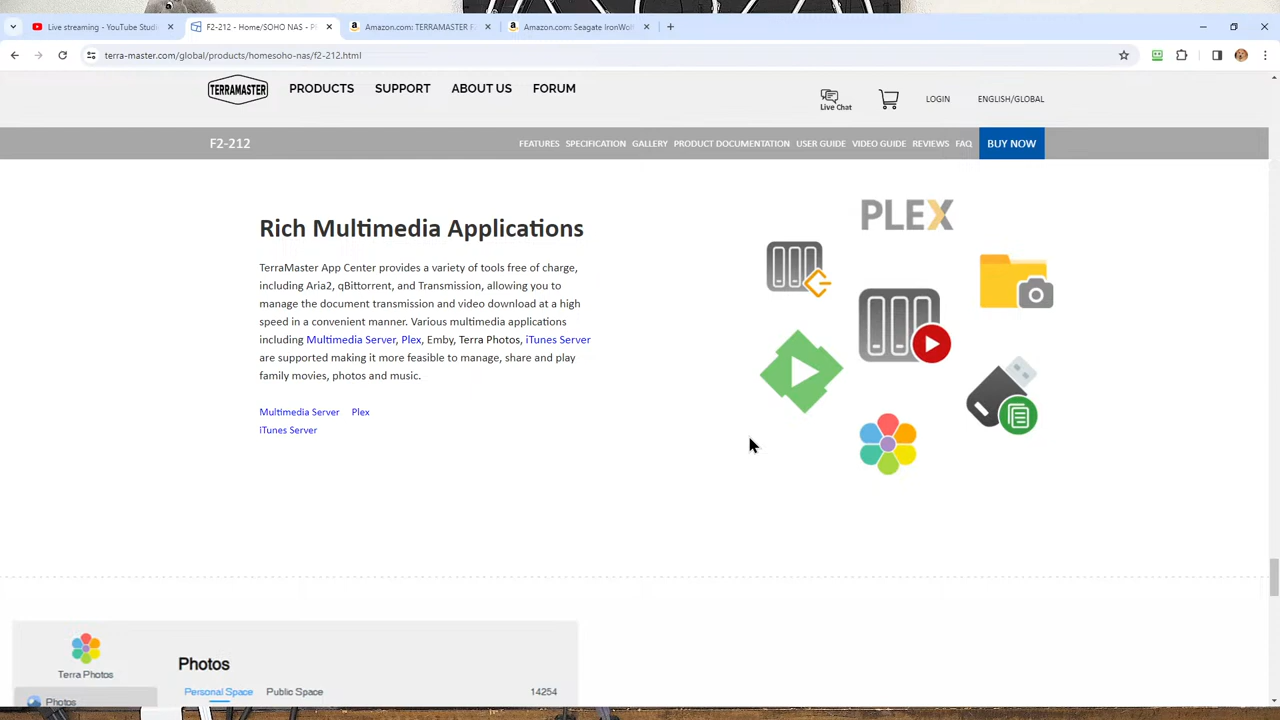 Live streaming - YouTube Studi
F2-212 - Home/SOHO NAS - P
Amazon.com: TERRAMASTER F
Amazon.com: Seagate IronWolf
terra-master.com/global/products/homesoho-nas/f2-212.html
TERRAMASTER
PRODUCTS
SUPPORT
ABOUT US
FORUM
Live Chat
LOGIN
ENGLISH/GLOBAL
F2-212
FEATURES
SPECIFICATION
GALLERY
PRODUCT DOCUMENTATION
USER GUIDE
VIDEO GUIDE
REVIEWS
FAQ
BUY NOW
Rich Multimedia Applications
TerraMaster App Center provides a variety of tools free of charge,
including Aria2, qBittorrent, and Transmission, allowing you to
manage the document transmission and video download at a high
speed in a convenient manner. Various multimedia applications
including Multimedia Server, Plex, Emby, Terra Photos, iTunes Server
are supported making it more feasible to manage, share and play
family movies, photos and music.
Multimedia Server Plex
iTunes Server
PLEX
Terra Photos
Photos
Photos
Personal Space
Public Space
14254